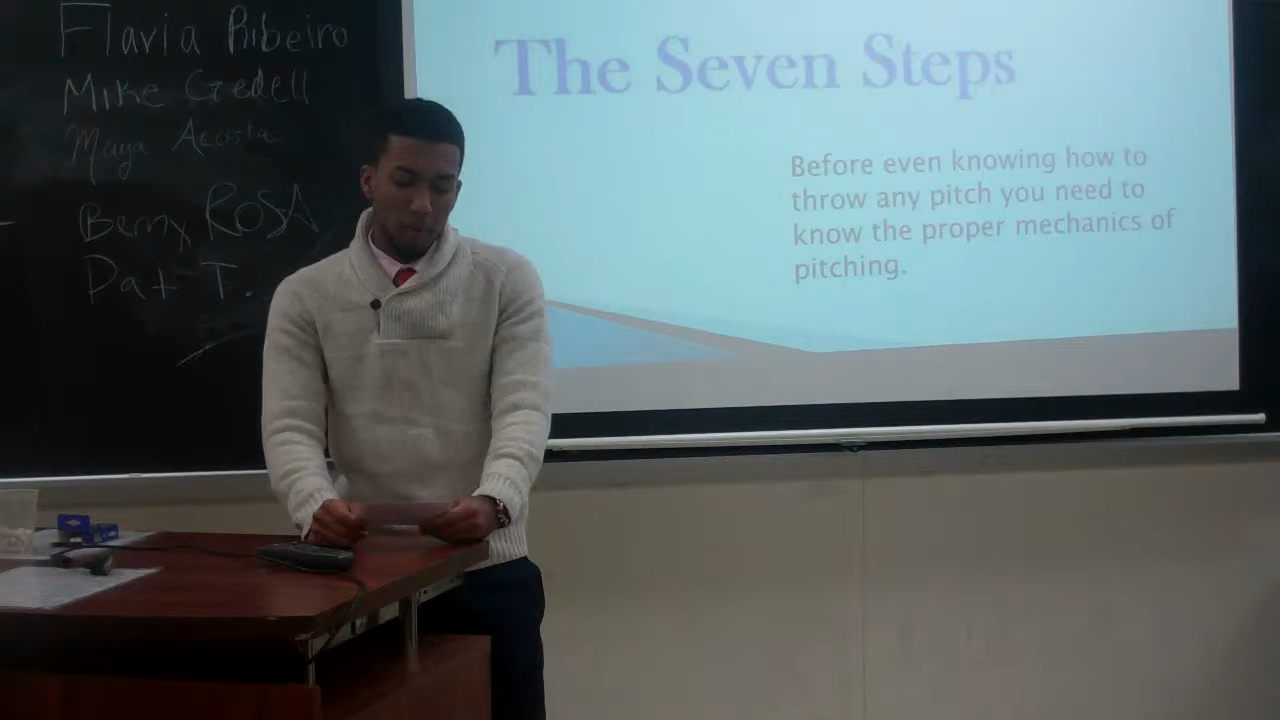 Flavia Ribeiro
Mike Gedell
Maya Acosta
Berny ROSA
Dat T.
The Seven Steps
Before even knowing how to
throw any pitch you need to
know the proper mechanics of
pitching.